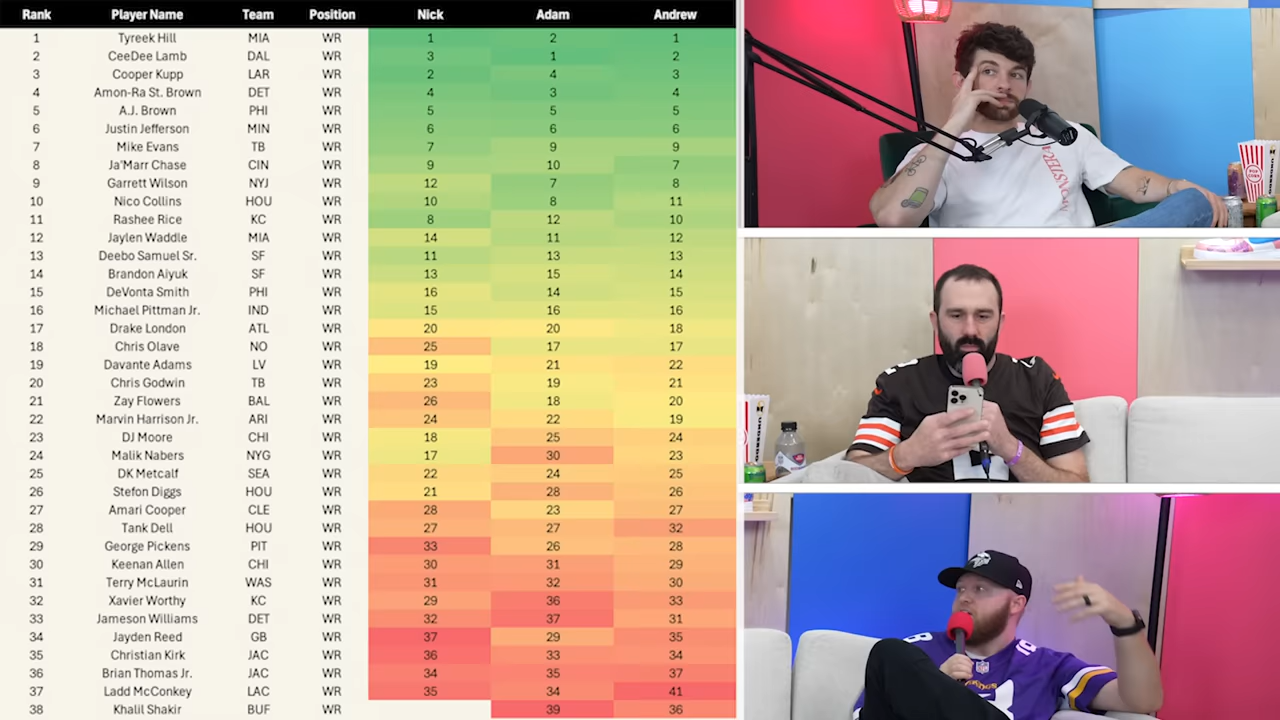 Rank Player Name Team Position Nick Adam Andrew
1 Tyreek Hill MIA WR 1 2 1
2 CeeDee Lamb DAL WR 3 1 2
3 Cooper Kupp LAR WR 2 4 3
4 Amon-Ra St. Brown DET WR 4 3 4
5 A.J. Brown PHI WR 5 5 5
6 Justin Jefferson MIN WR 6 6 6
7 Mike Evans TB WR 7 9 9
8 Ja'Marr Chase CIN WR 9 10 7
9 Garrett Wilson NYJ WR 12 7 8
10 Nico Collins HOU WR 10 8 11
11 Rashee Rice KC WR 8 12 10
12 Jaylen Waddle MIA WR 14 11 12
13 Deebo Samuel Sr. SF WR 11 13 13
14 Brandon Aiyuk SF WR 13 15 14
15 DeVonta Smith PHI WR 16 14 15
16 Michael Pittman Jr. IND WR 15 16 16
17 Drake London ATL WR 20 20 18
18 Chris Olave NO WR 25 17 17
19 Davante Adams LV WR 19 21 22
20 Chris Godwin TB WR 23 19 21
21 Zay Flowers BAL WR 26 18 20
22 Marvin Harrison Jr. ARI WR 24 22 19
23 DJ Moore CHI WR 18 25 24
24 Malik Nabers NYG WR 17 30 23
25 DK Metcalf SEA WR 22 24 25
26 Stefon Diggs HOU WR 21 28 26
27 Amari Cooper CLE WR 28 23 27
28 Tank Dell HOU WR 27 27 32
29 George Pickens PIT WR 33 26 28
30 Keenan Allen CHI WR 30 31 29
31 Terry McLaurin WAS WR 31 32 30
32 Xavier Worthy KC WR 29 36 33
33 Jameson Williams DET WR 32 37 31
34 Jayden Reed GB WR 37 29 35
35 Christian Kirk JAC WR 36 33 34
36 Brian Thomas Jr. JAC WR 34 35 37
37 Ladd McConkey LAC WR 35 34 41
38 Khalil Shakir BUF WR 39 36